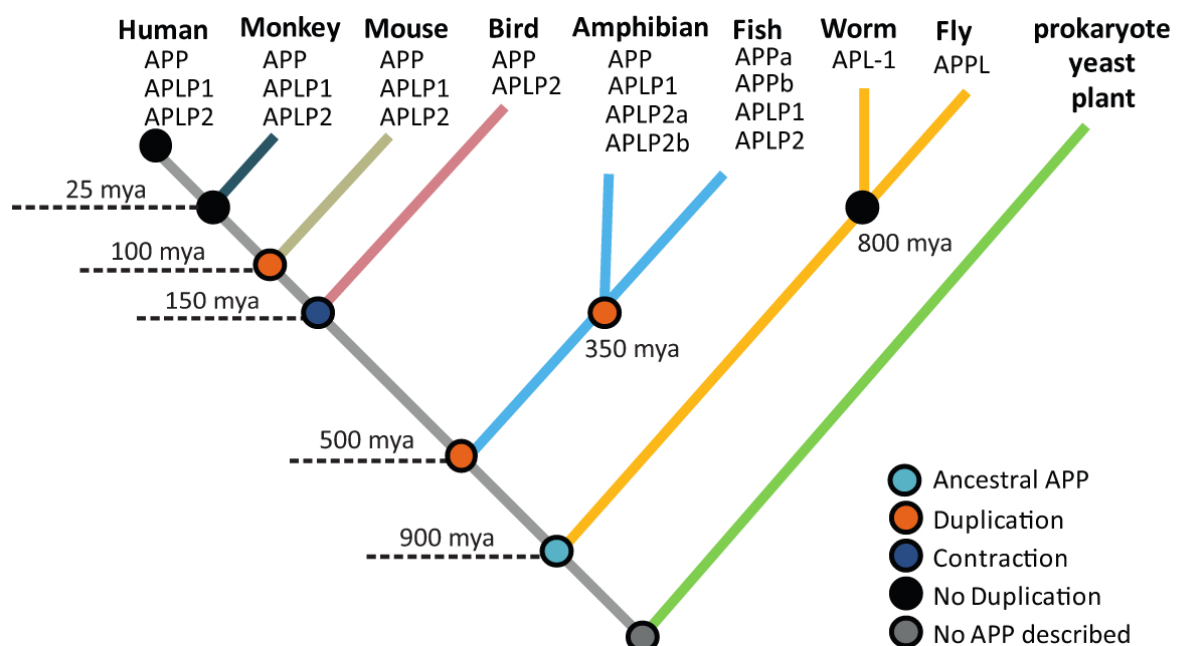 Human
APP
APLP1
APLP2
Monkey
APP
APLP1
APLP2
Mouse
APP
APLP1
APLP2
Bird
APP
APLP2
Amphibian
APP
APLP1
APLP2a
APLP2b
Fish
APPa
APPb
APLP1
APLP2
Worm
APL-1
Fly
APPL
prokaryote
yeast
plant
25 mya
100 mya
150 mya
350 mya
800 mya
500 mya
900 mya
Ancestral APP
Duplication
Contraction
No Duplication
No APP described